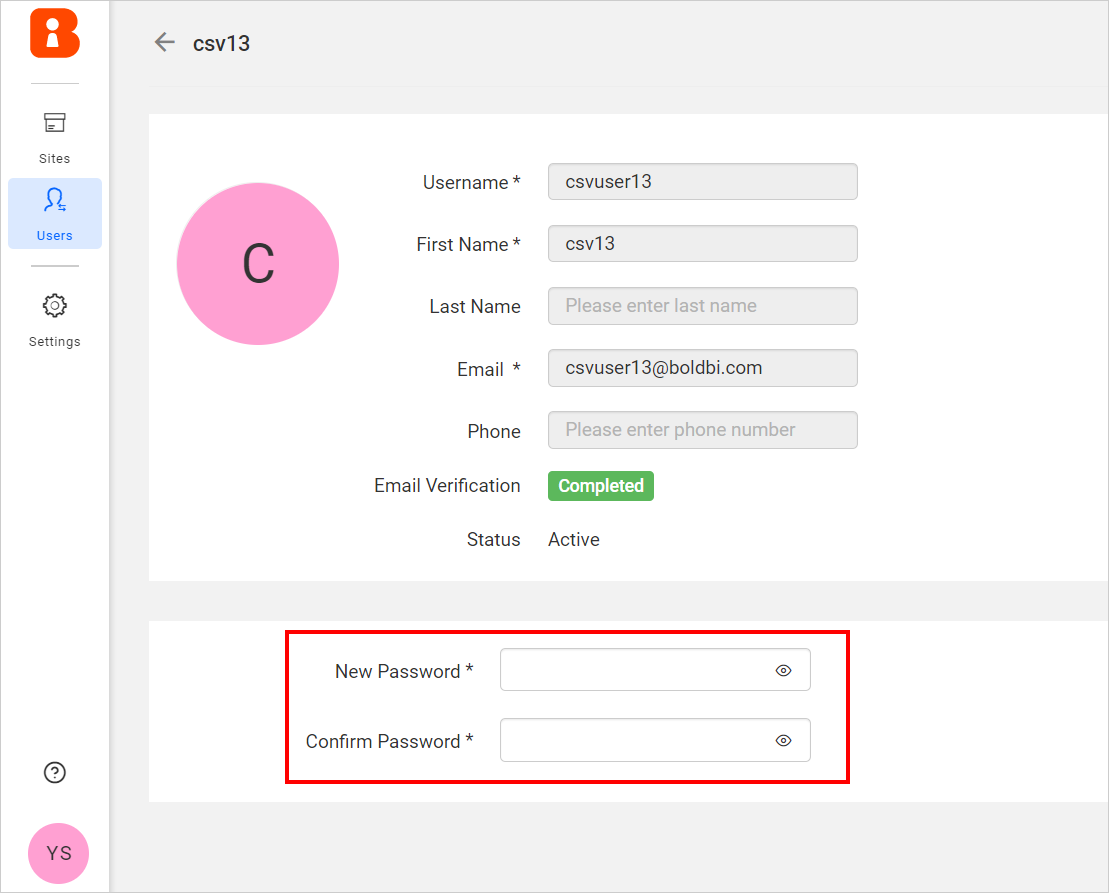 csv13
Sites
Users
Settings
C
Username *
csvuser13
First Name *
csv13
Last Name
Please enter last name
Email *
csvuser13@boldbi.com
Phone
Please enter phone number
Email Verification
Completed
Status
Active
New Password *
Confirm Password *
?
YS